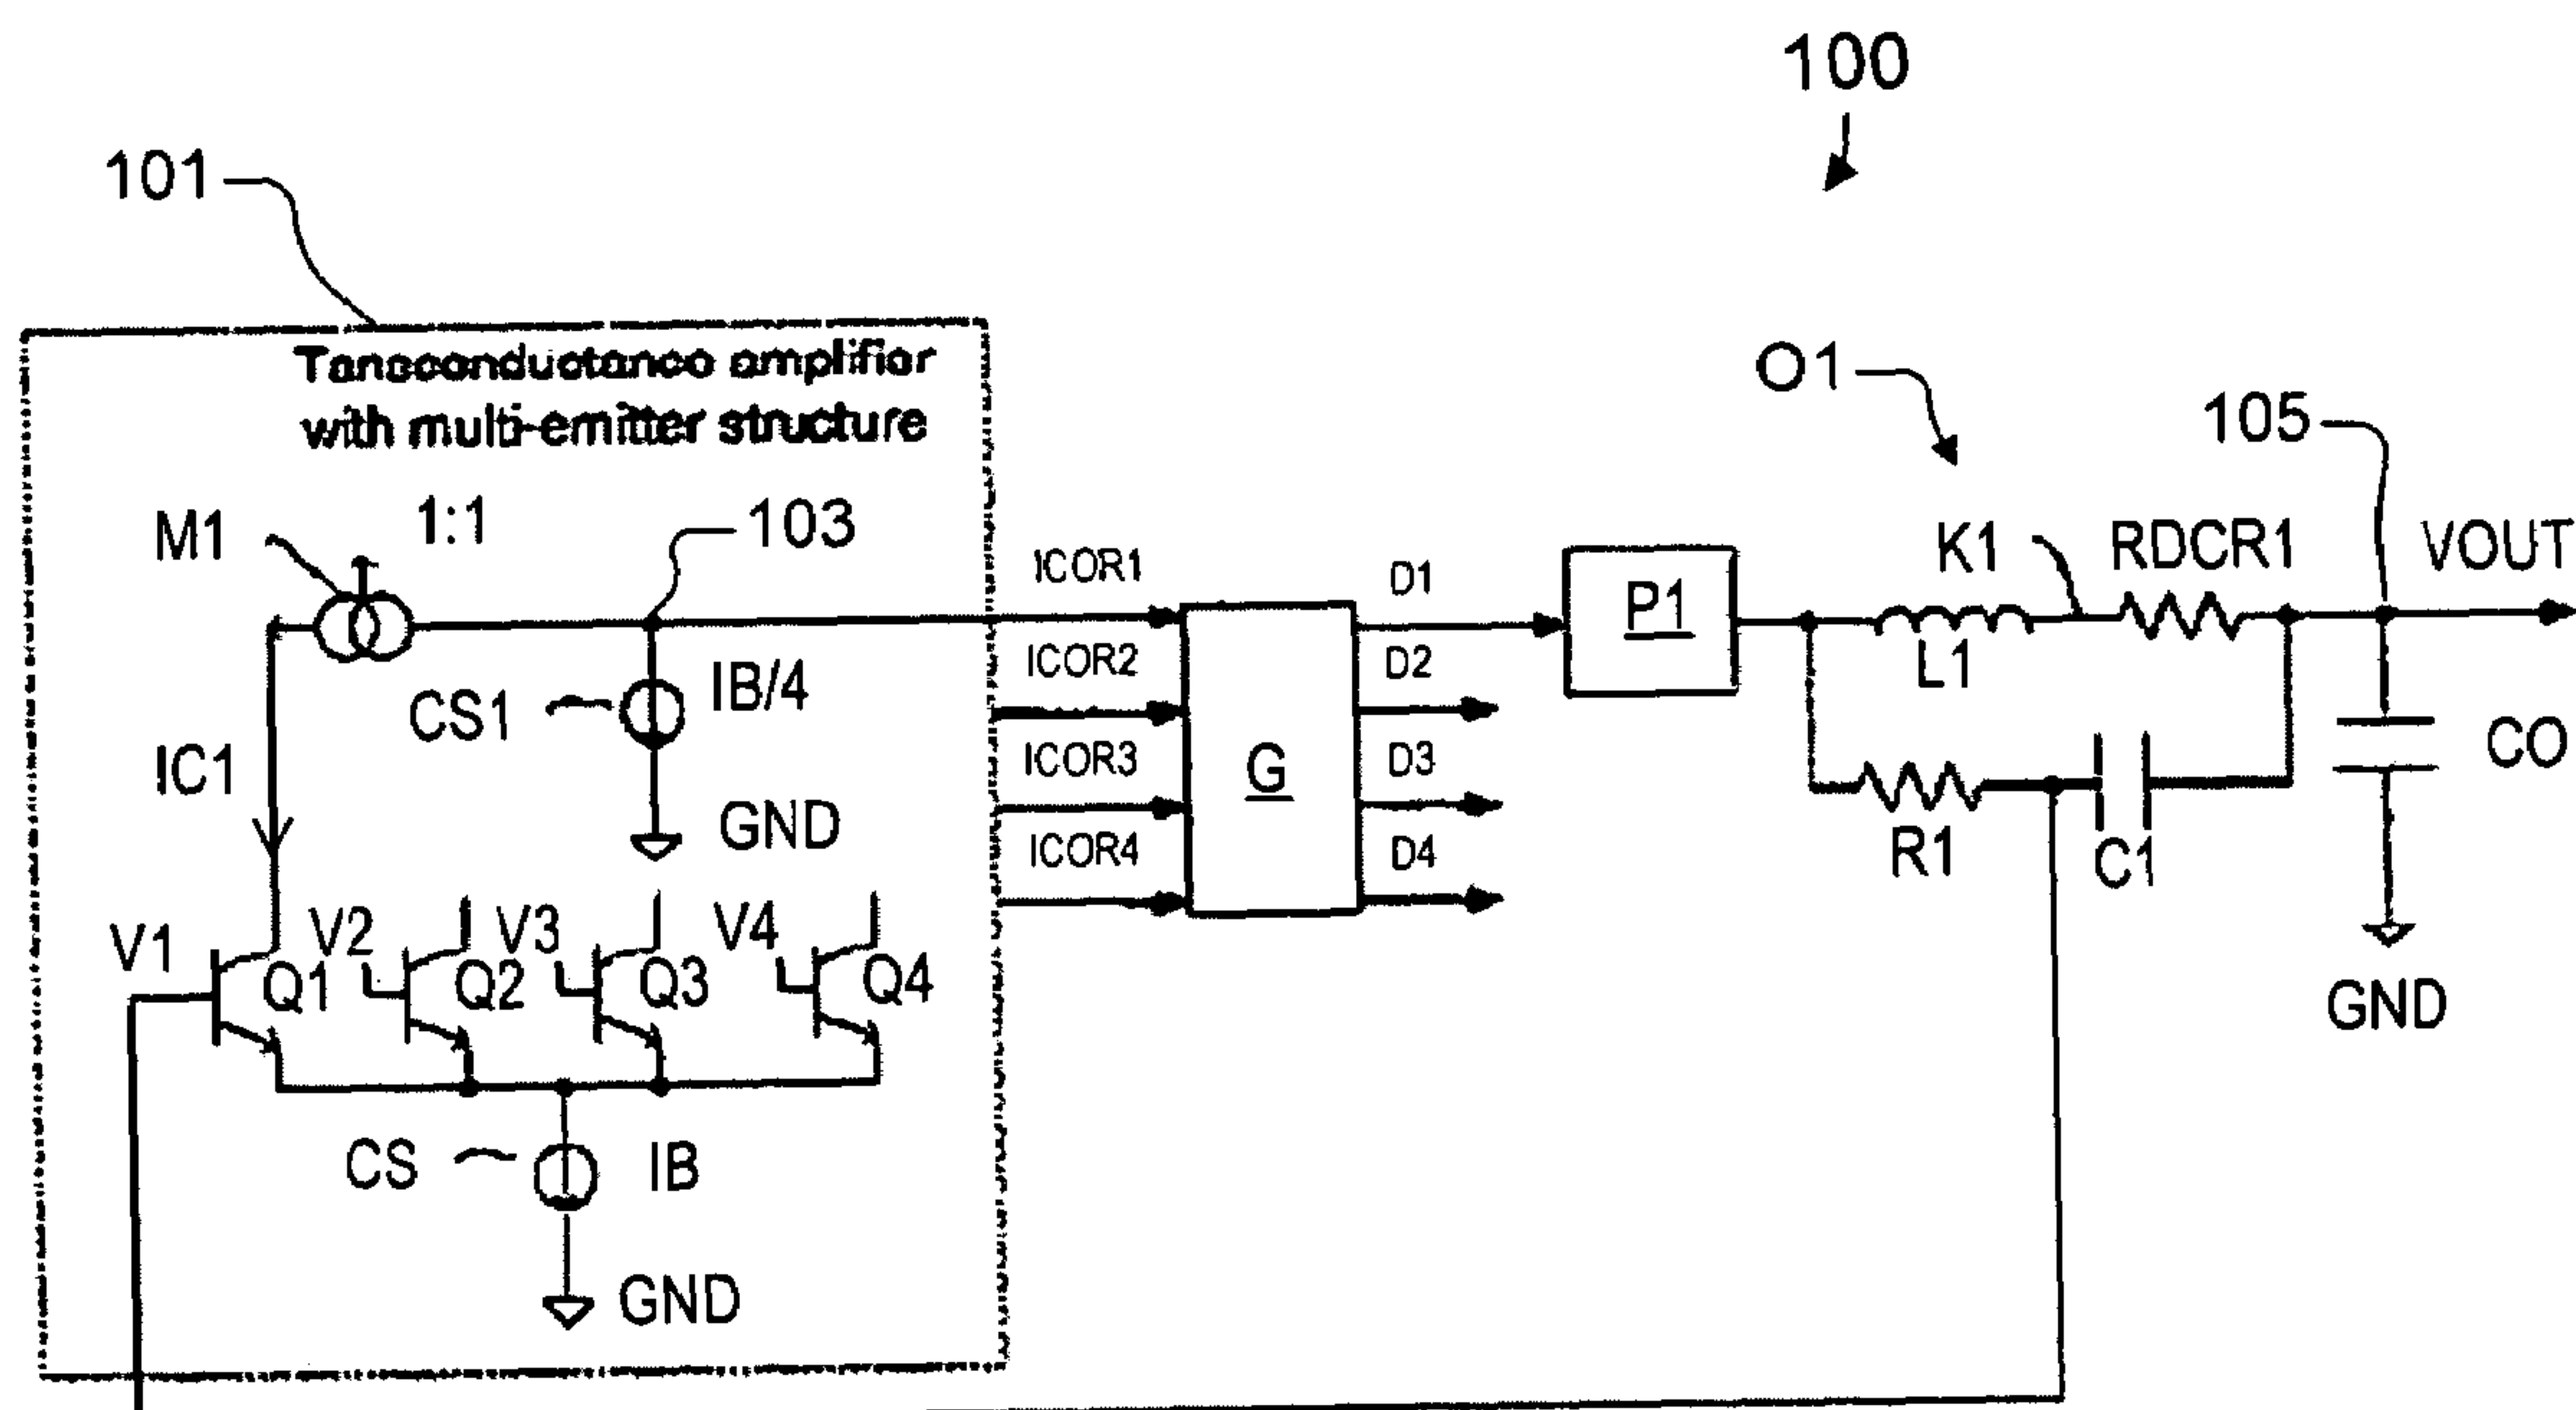 100
101
Tanaconductanco amplifior
with multi-emitter structure
O1
105
M1
1:1
103
ICOR1
D1
P1
K1
RDCR1
VOUT
ICOR2
D2
L1
CS1
IB/4
ICOR3
G
D3
CO
IC1
GND
ICOR4
D4
R1
C1
V1
V2
V3
V4
Q1
Q2
Q3
Q4
GND
CS
IB
GND